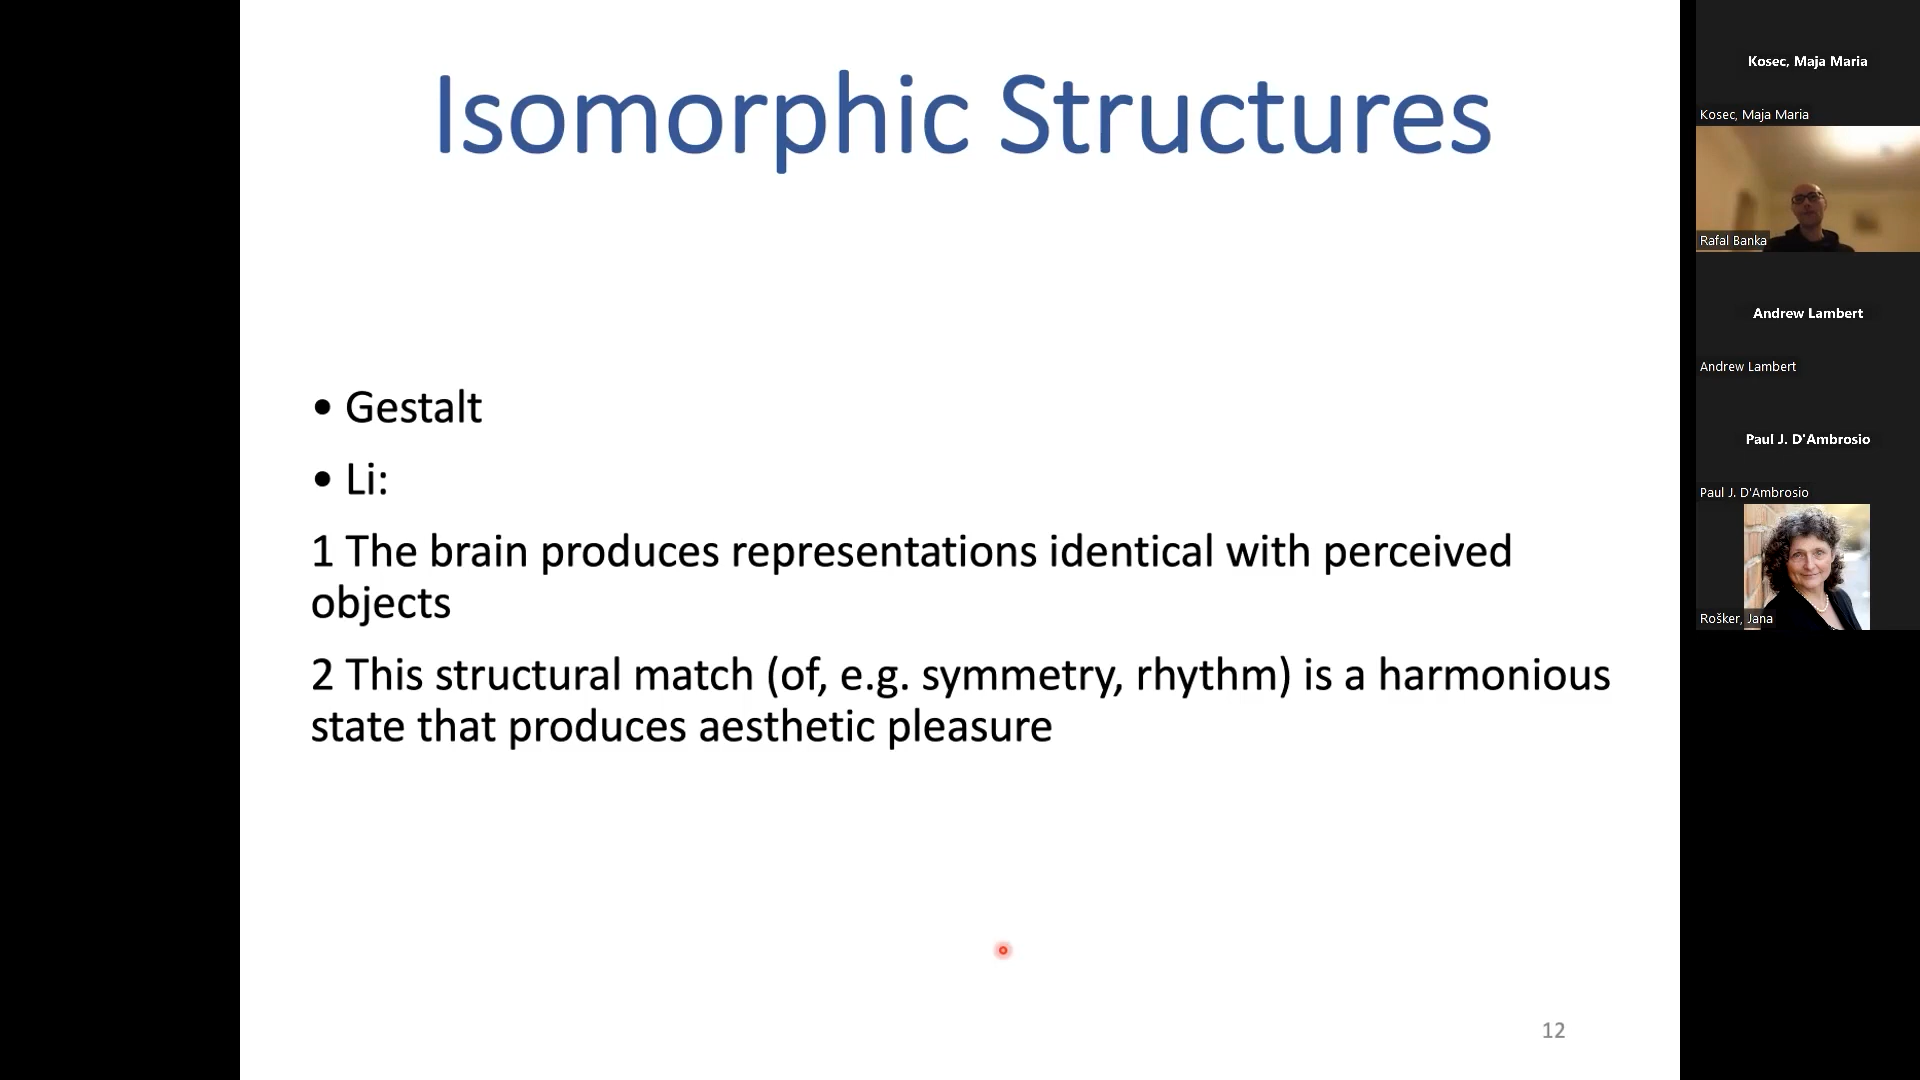 Isomorphic Structures
• Gestalt
• Li:
1 The brain produces representations identical with perceived
objects
2 This structural match (of, e.g. symmetry, rhythm) is a harmonious
state that produces aesthetic pleasure
12
Kosec, Maja Maria
Kosec, Maja Maria
Rafal Banka
Andrew Lambert
Andrew Lambert
Paul J. D'Ambrosio
Paul J. D'Ambrosio
Rošker, Jana